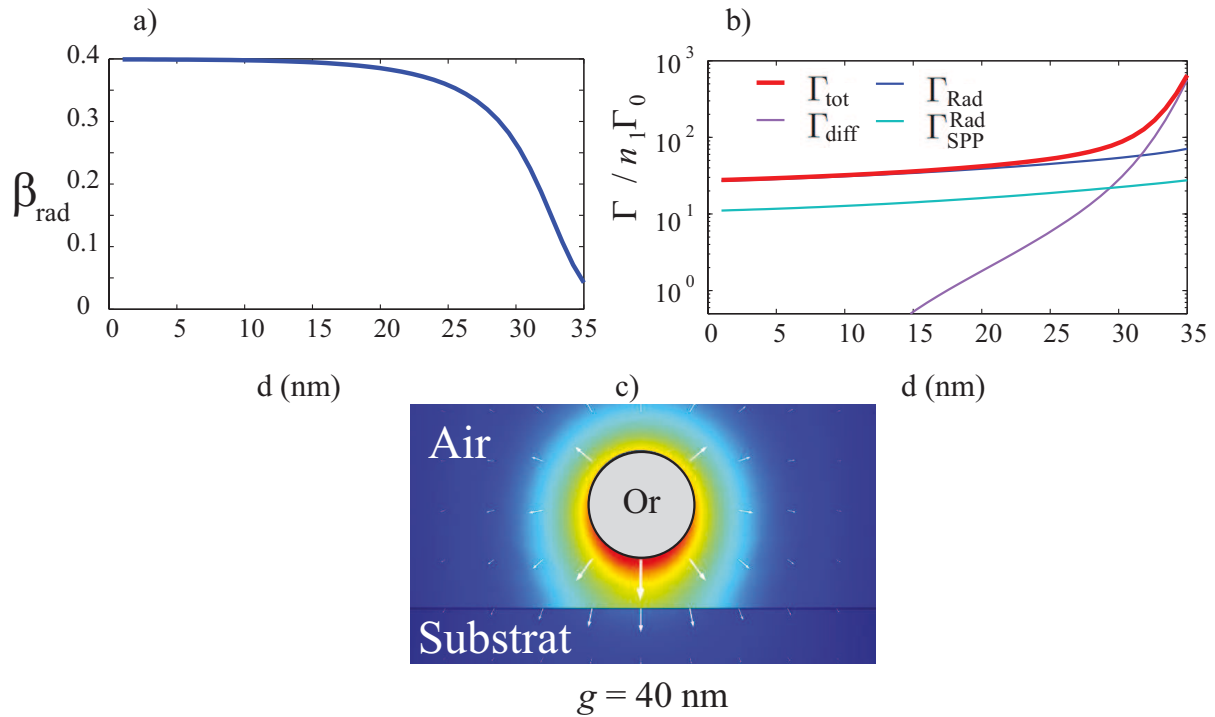 a)
0.4
0.3
0.2
0.1
0
β_rad
0 5 10 15 20 25 30 35
d (nm)
b)
10^3
10^2
10^1
10^0
Γ / n_1 Γ_0
Γ_tot Γ_Rad
Γ_diff Γ_SPP^Rad
0 5 10 15 20 25 30 35
d (nm)
c)
Air
Or
Substrat
g = 40 nm